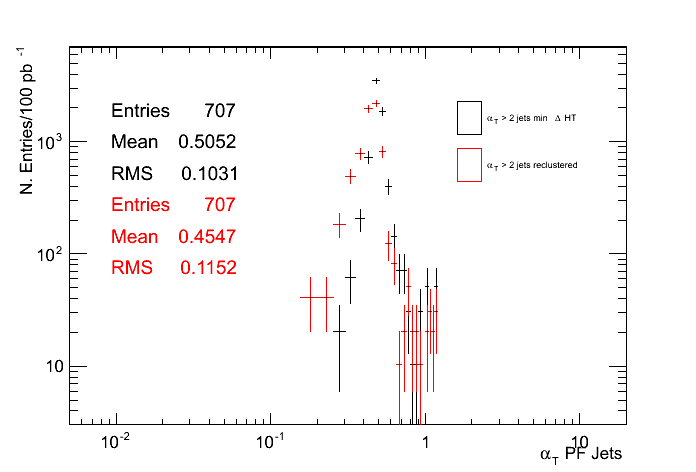 N. Entries/100 pb⁻¹
10³
10²
10
Entries 707
Mean 0.5052
RMS 0.1031
Entries 707
Mean 0.4547
RMS 0.1152
α_T > 2 jets min Δ HT
α_T > 2 jets reclustered
10⁻² 10⁻¹ 1 10
α_T PF Jets